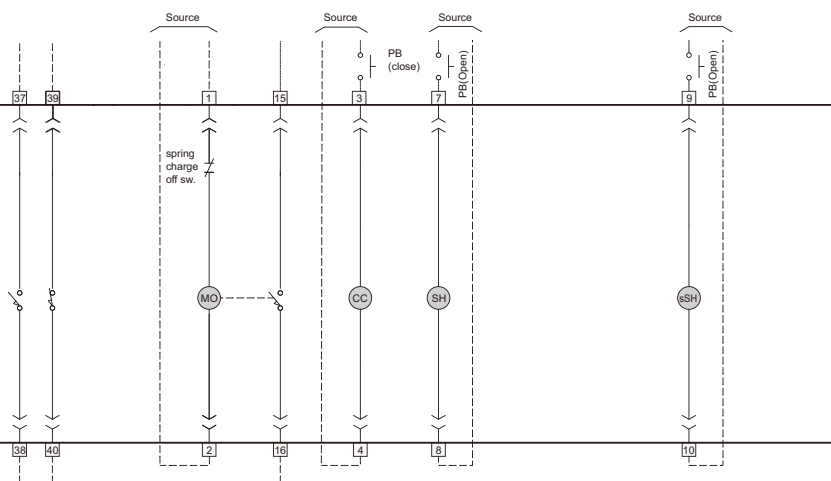 Source
Source
Source
Source
PB
(close)
PB(Open)
PB(Open)
37
39
1
15
3
7
9
spring
charge
off sw.
MO
CC
SH
sSH
38
40
2
16
4
8
10